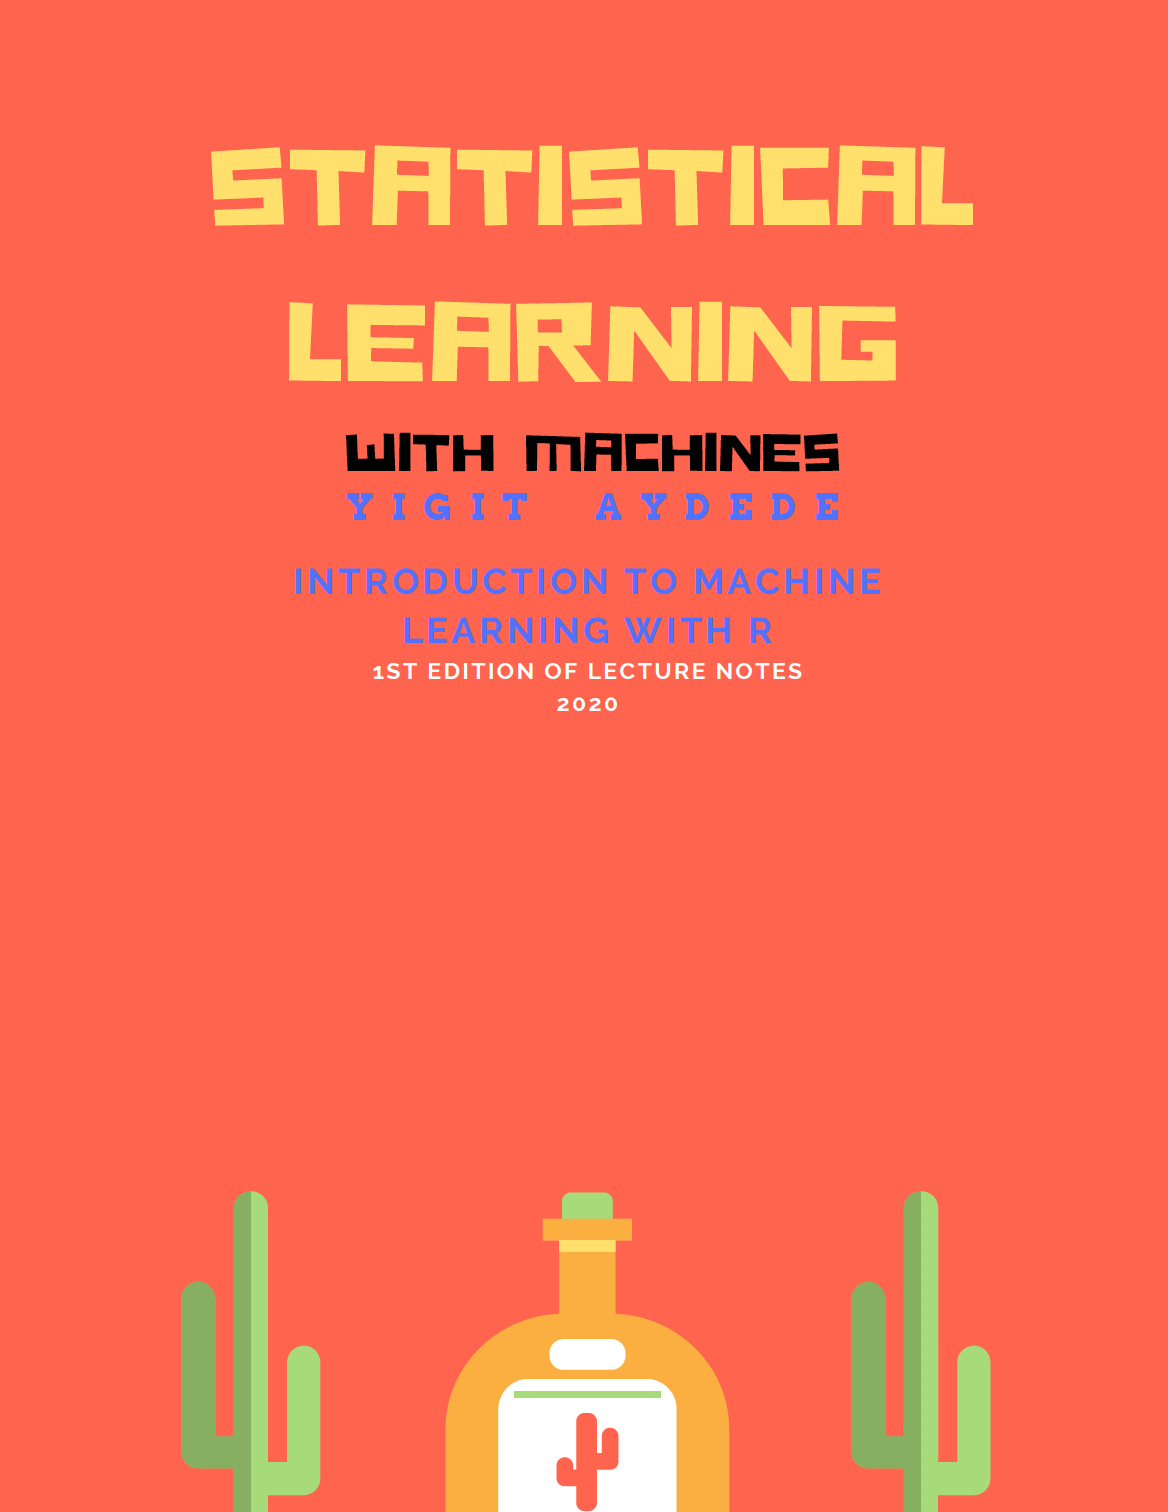 STATISTICAL
LEARNING
WITH MACHINES
YIGIT AYDEDE
INTRODUCTION TO MACHINE
LEARNING WITH R
1ST EDITION OF LECTURE NOTES
2020